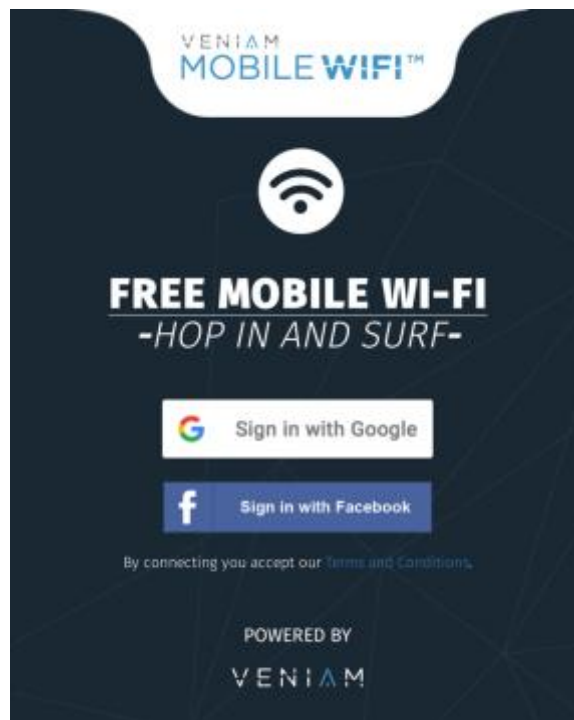 VENIAM
MOBILE WIFI™
FREE MOBILE WI-FI
-HOP IN AND SURF-
Sign in with Google
Sign in with Facebook
By connecting you accept our Terms and Conditions.
POWERED BY
VENIAM